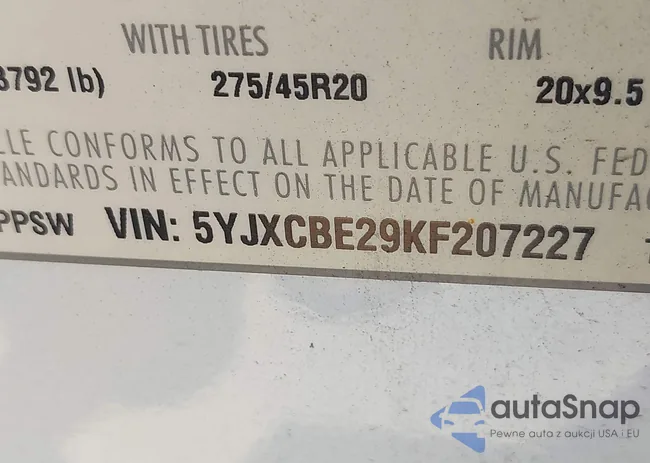 WITH TIRES RIM
3792 lb) 275/45R20 20x9.5
LE CONFORMS TO ALL APPLICABLE U.S. FED
ANDARDS IN EFFECT ON THE DATE OF MANUFA
PPSW VIN: 5YJXCBE29KF207227
autaSnap
Pewne auta z aukcji USA i EU